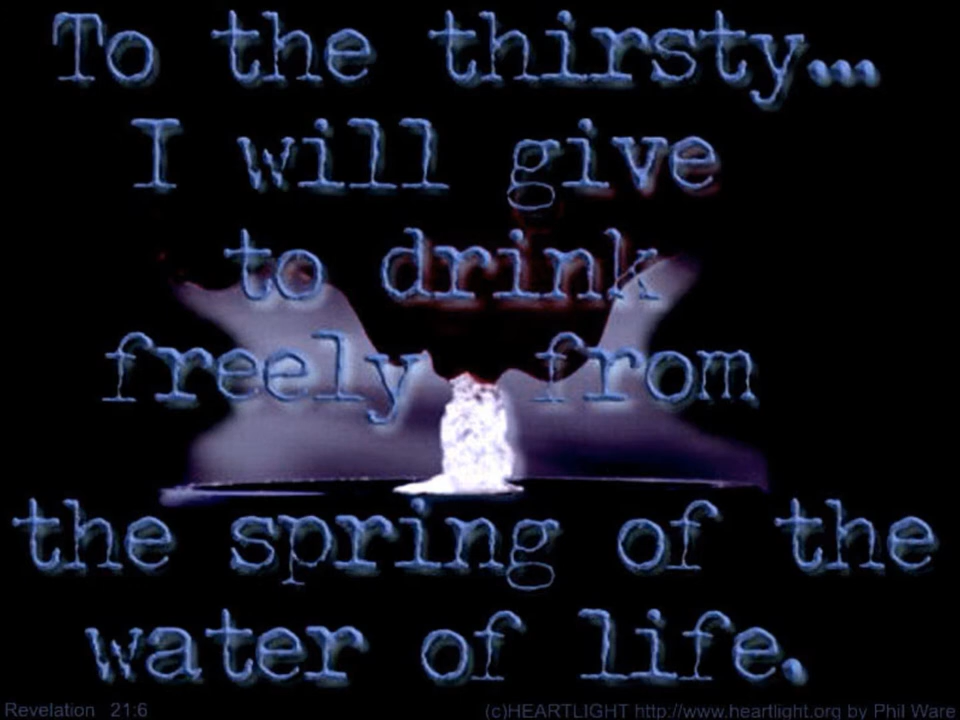 To the thirsty...
I will give
to drink
freely from
the spring of the
water of life.
Revelation 21:6
(c)HEARTLIGHT http://www.heartlight.org by Phil Ware